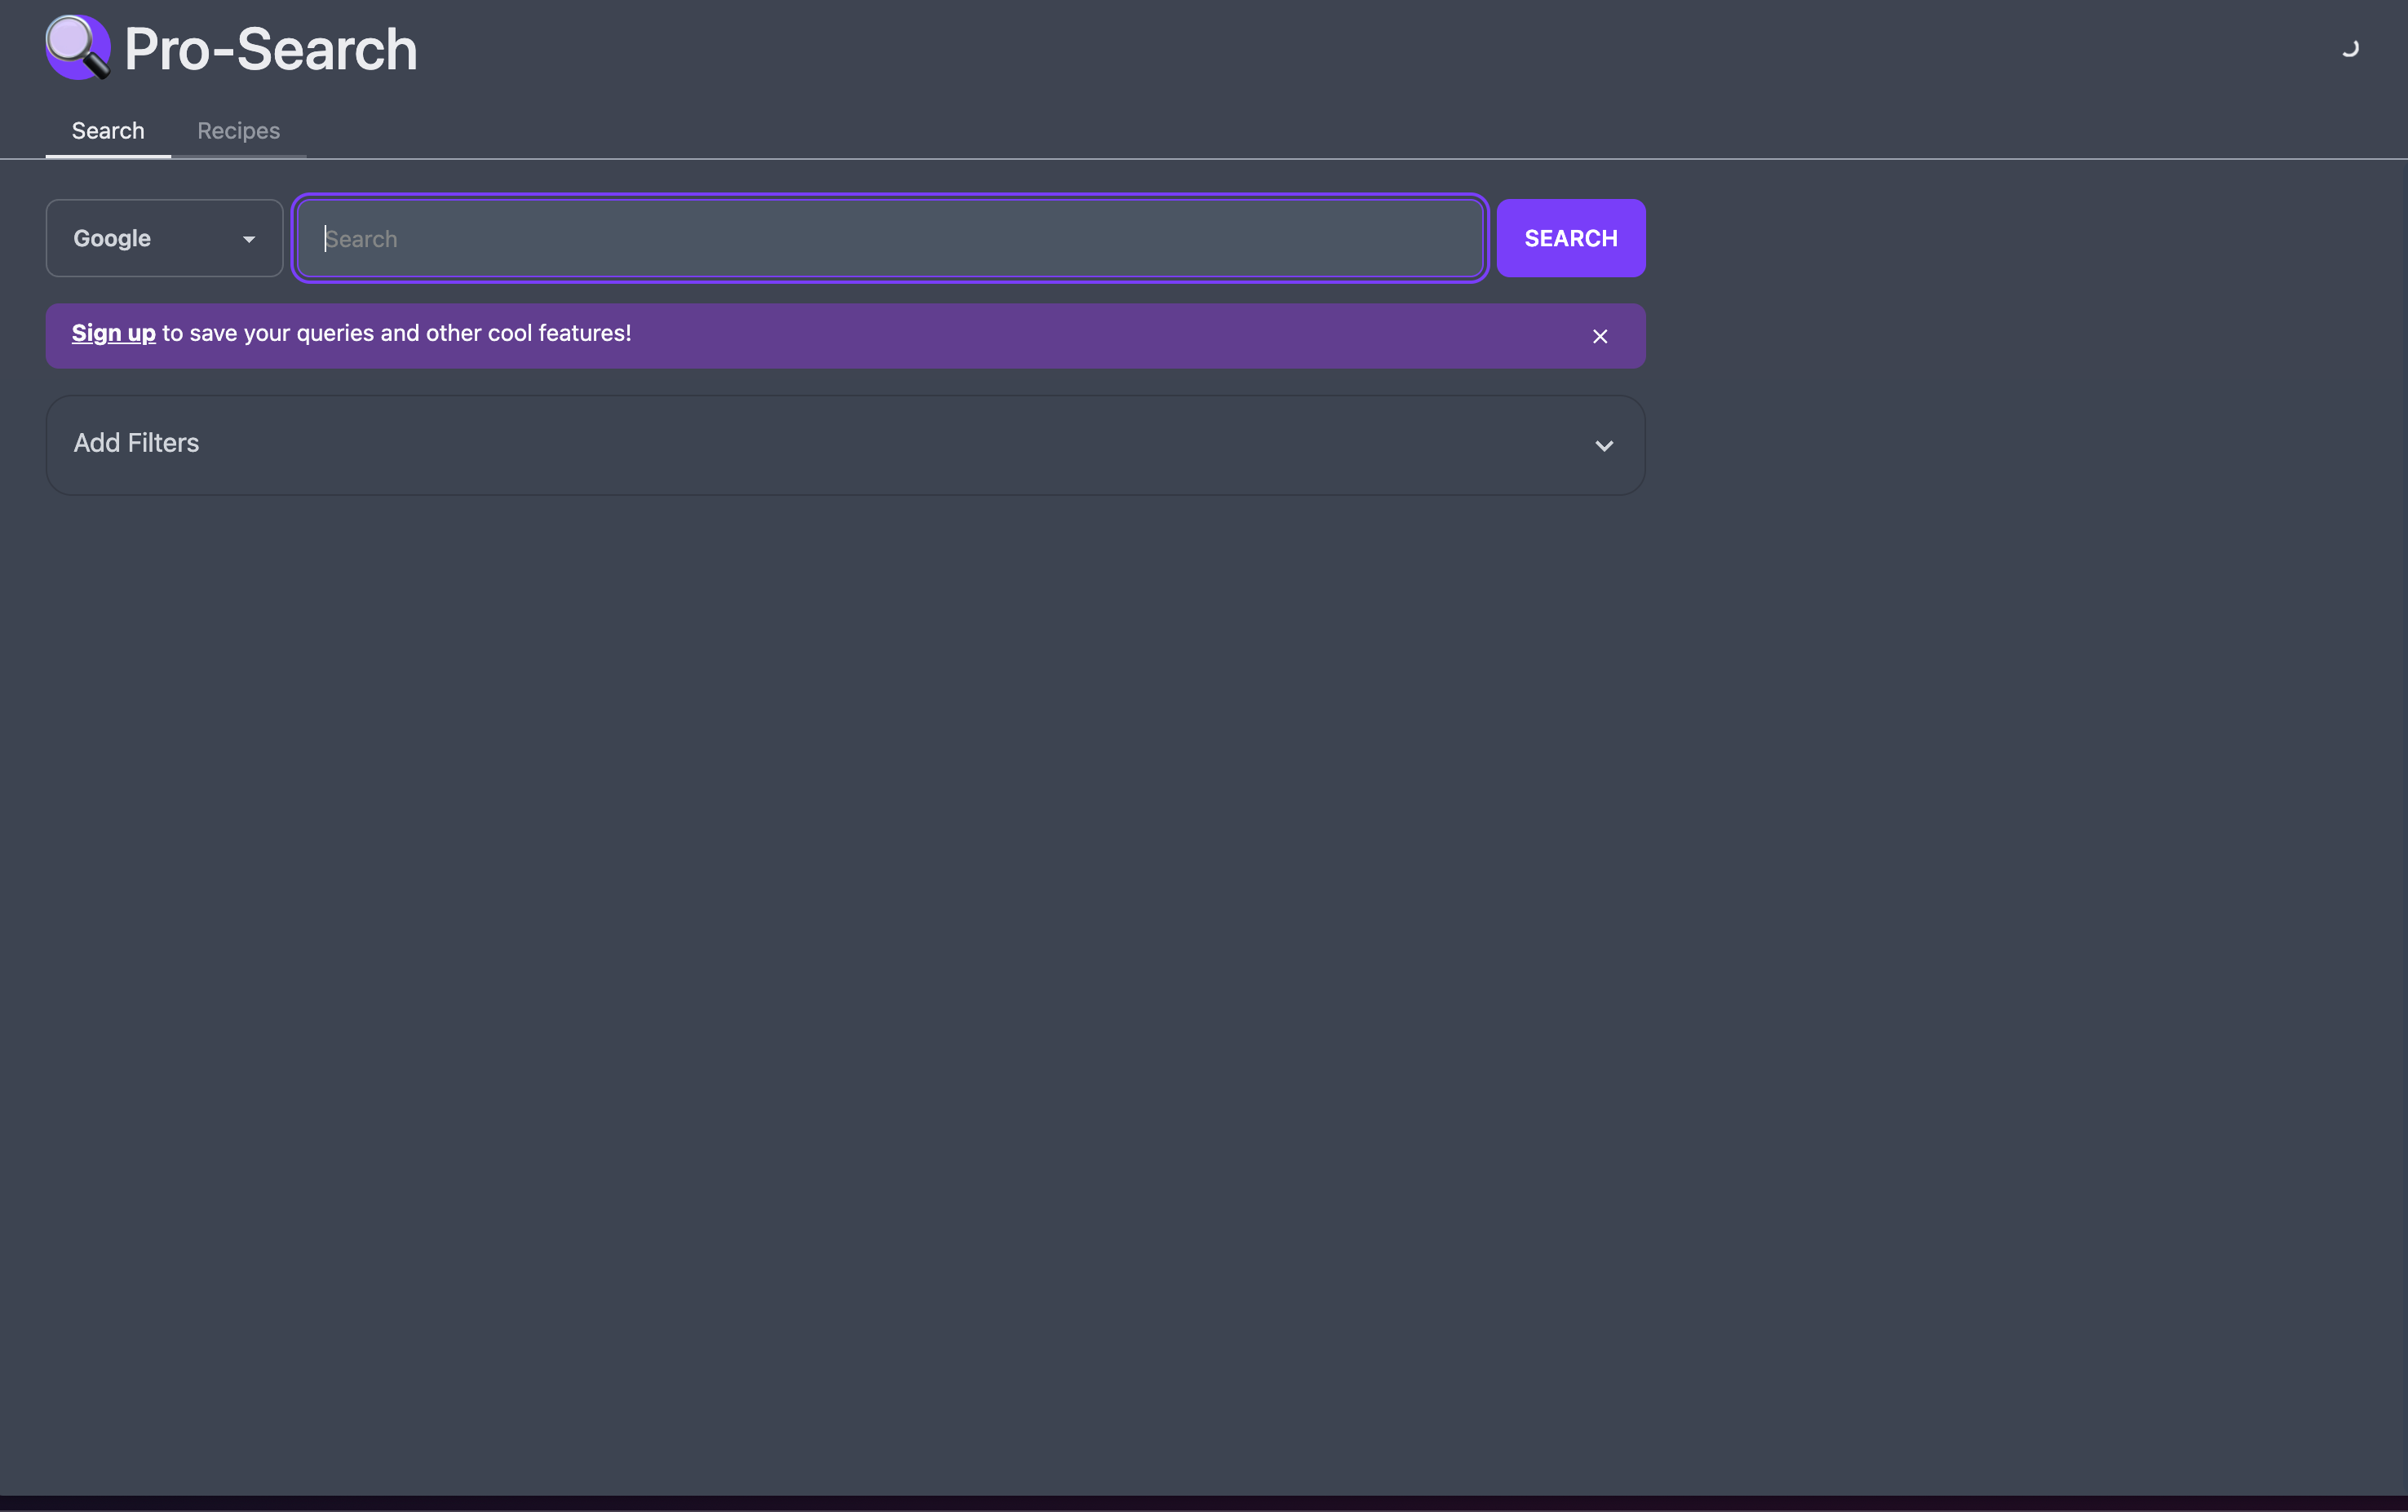 Pro-Search
Search
Recipes
Google
Search
SEARCH
Sign up to save your queries and other cool features!
Add Filters